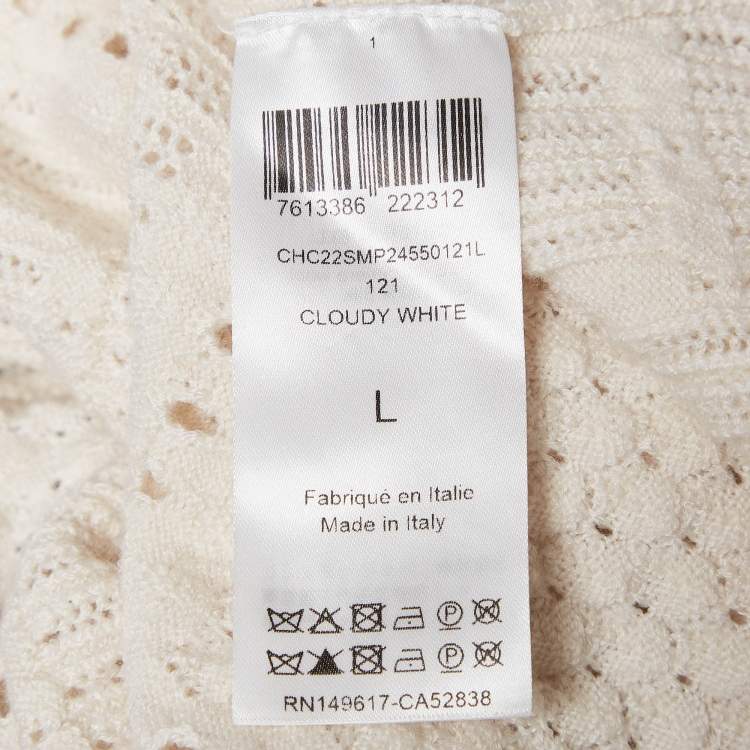 1
7613386 222312
CHC22SMP24550121L
121
CLOUDY WHITE
L
Fabriqué en Italie
Made in Italy
P
P
RN149617-CA52838